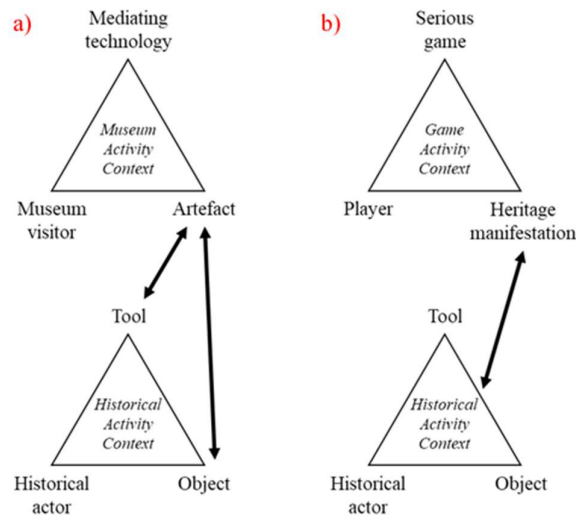 a)
Mediating
technology
Museum
Activity
Context
Museum
visitor
Artefact
Tool
Historical
Activity
Context
Historical
actor
Object
b)
Serious
game
Game
Activity
Context
Player
Heritage
manifestation
Tool
Historical
Activity
Context
Historical
actor
Object